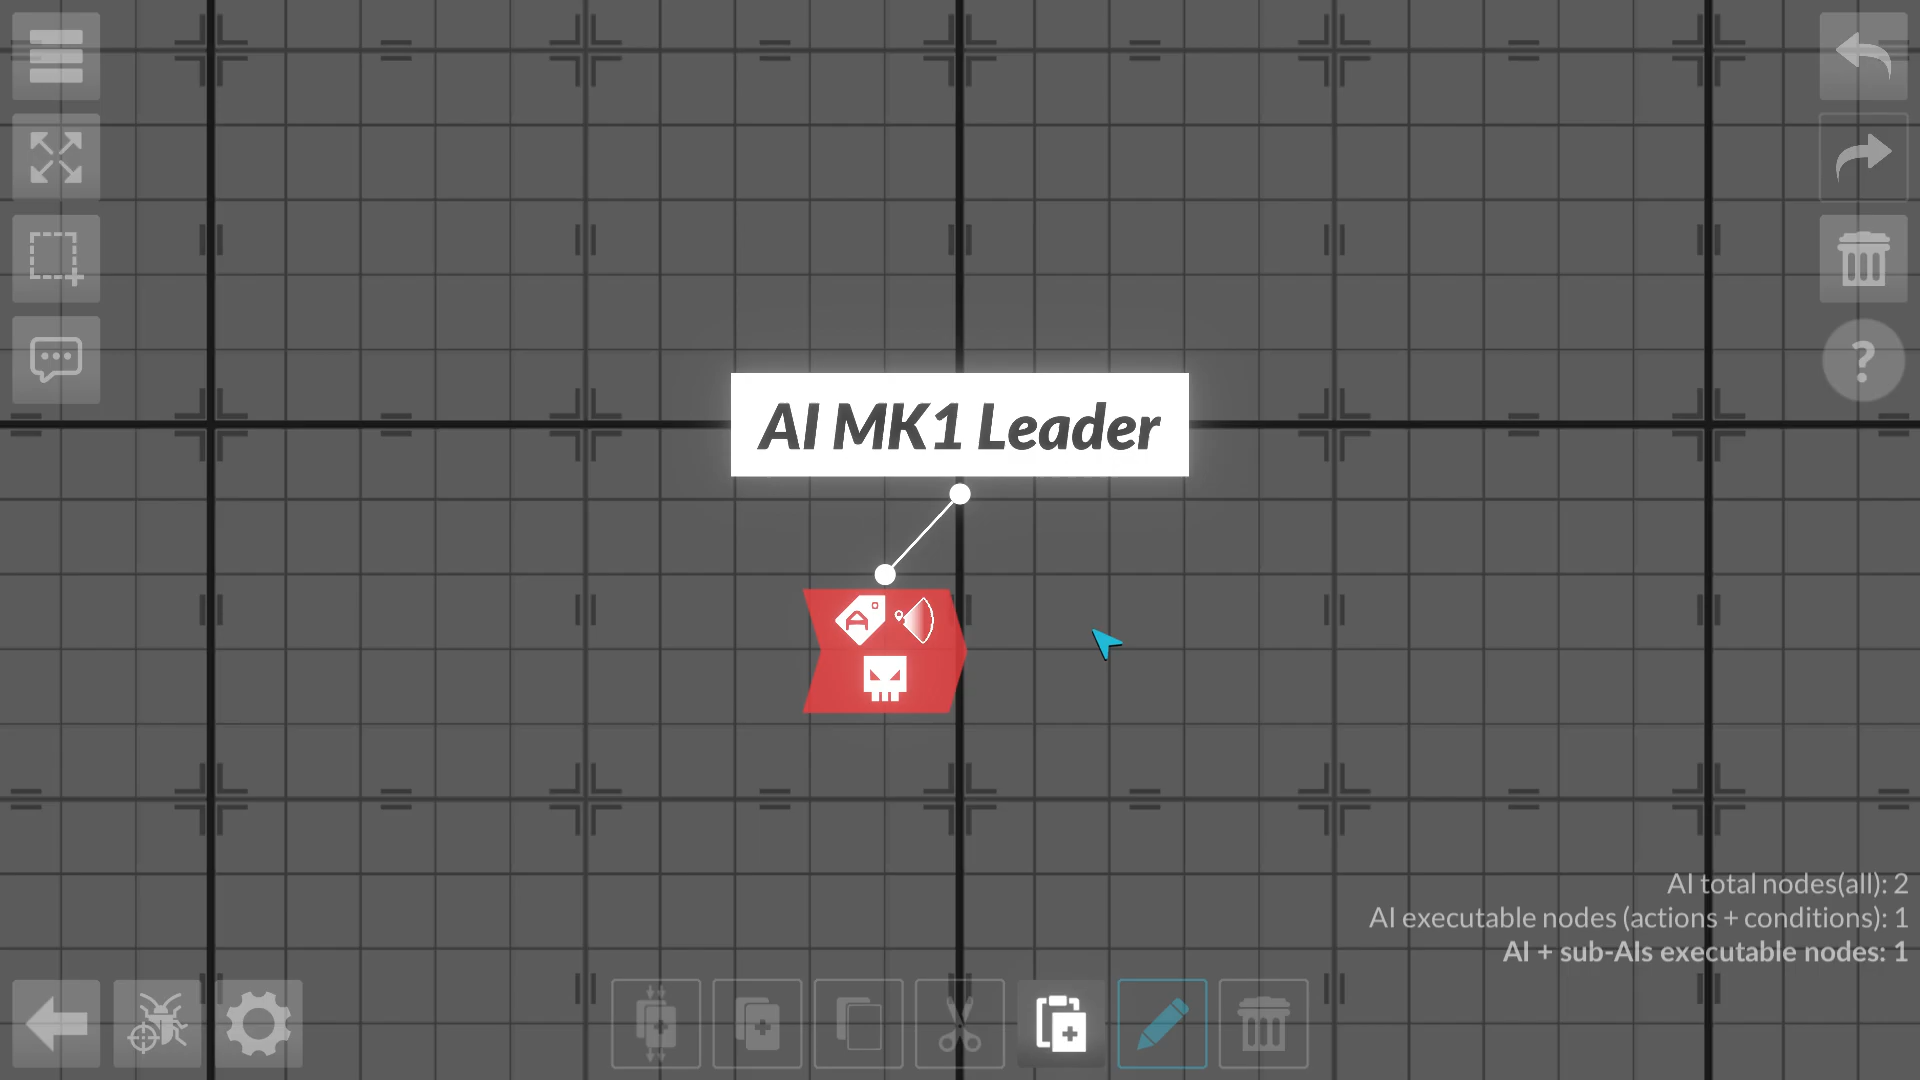 AI MK1 Leader
AI total nodes(all): 2
AI executable nodes (actions + conditions): 1
AI + sub-AIs executable nodes: 1